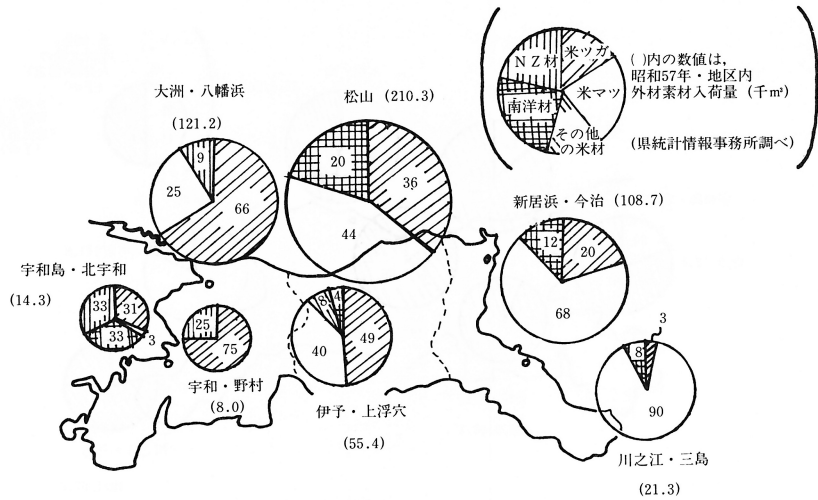 NZ材
米ツガ
米マツ
南洋材
その他
の米材
( )内の数値は,
昭和57年・地区内
外材素材入荷量 (千m³)
(県統計情報事務所調べ)
大洲・八幡浜
(121.2)
9
25
66
松山 (210.3)
20
36
44
新居浜・今治 (108.7)
12
20
68
宇和島・北宇和
(14.3)
33
31
33
3
25
75
宇和・野村
(8.0)
8
4
40
49
伊予・上浮穴
(55.4)
3
8
90
川之江・三島
(21.3)